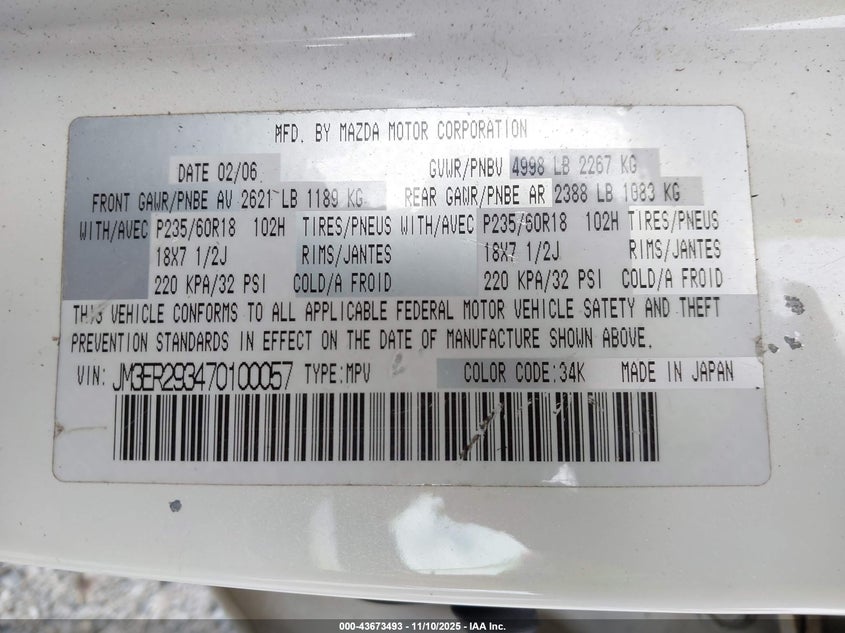 MFD. BY MAZDA MOTOR CORPORATION
DATE 02/06 GVWR/PNBV 4998 LB 2267 KG
FRONT GAWR/PNBE AV 2621 LB 1189 KG REAR GAWR/PNBE AR 2388 LB 1083 KG
WITH/AVEC P235/60R18 102H TIRES/PNEUS WITH/AVEC P235/60R18 102H TIRES/PNEUS
18X7 1/2J RIMS/JANTES 18X7 1/2J RIMS/JANTES
220 KPA/32 PSI COLD/A FROID 220 KPA/32 PSI COLD/A FROID
THIS VEHICLE CONFORMS TO ALL APPLICABLE FEDERAL MOTOR VEHICLE SAFETY AND THEFT
PREVENTION STANDARDS IN EFFECT ON THE DATE OF MANUFACTURE SHOWN ABOVE.
VIN: JM3ER293470100057 TYPE:MPV COLOR CODE:34K MADE IN JAPAN
000-43673493 - 11/10/2025 - IAA Inc.